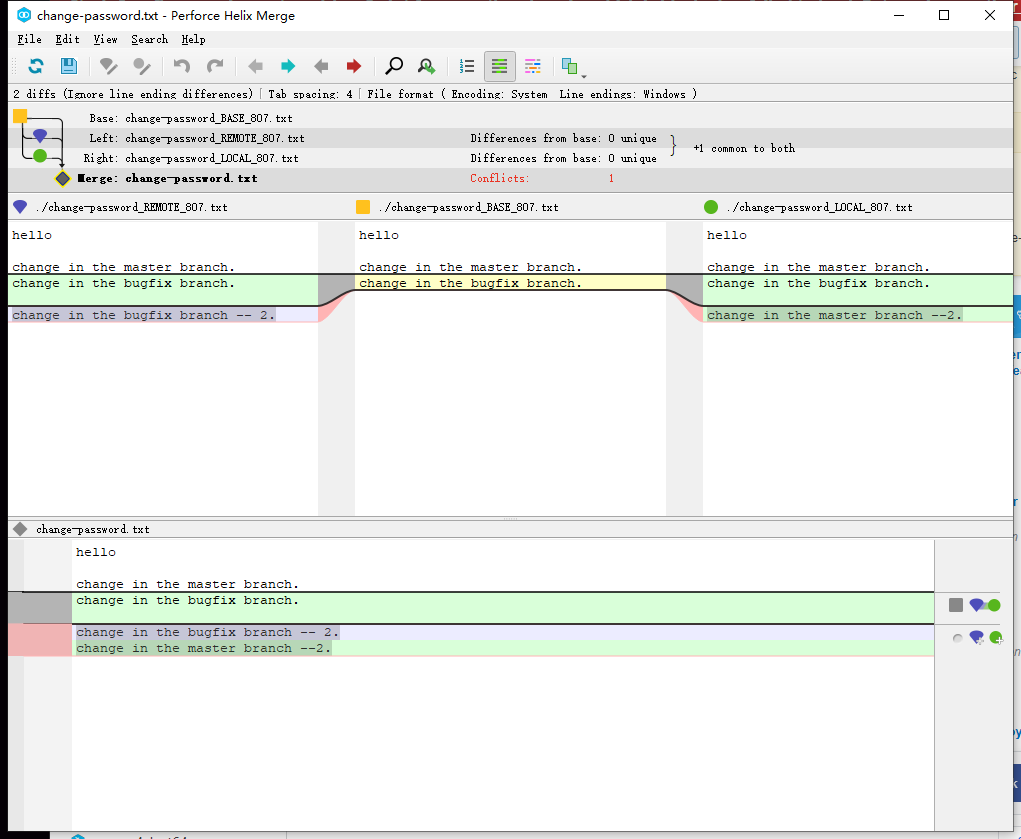 change-password.txt - Perforce Helix Merge
File Edit View Search Help
2 diffs (Ignore line ending differences) Tab spacing: 4 File format ( Encoding: System Line endings: Windows )
Base: change-password_BASE_807.txt
Left: change-password_REMOTE_807.txt Differences from base: 0 unique
+1 common to both
Right: change-password_LOCAL_807.txt Differences from base: 0 unique
Merge: change-password.txt Conflicts: 1
./change-password_REMOTE_807.txt ./change-password_BASE_807.txt ./change-password_LOCAL_807.txt
hello hello hello
change in the master branch. change in the master branch. change in the master branch.
change in the bugfix branch. change in the bugfix branch. change in the bugfix branch.
change in the bugfix branch -- 2. change in the master branch --2.
change-password.txt
hello
change in the master branch.
change in the bugfix branch.
change in the bugfix branch -- 2.
change in the master branch --2.